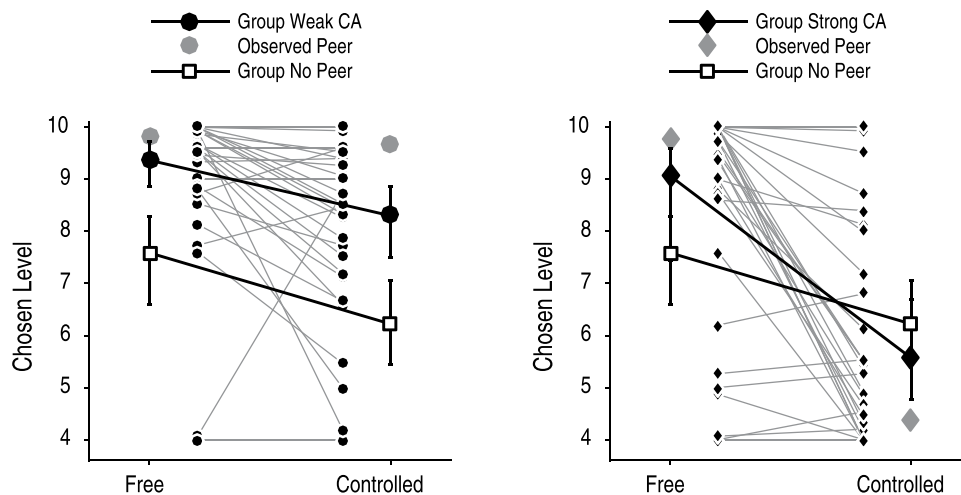 Group Weak CA
Observed Peer
Group No Peer
10
9
8
7
6
5
4
Chosen Level
Free
Controlled
Group Strong CA
Observed Peer
Group No Peer
10
9
8
7
6
5
4
Chosen Level
Free
Controlled